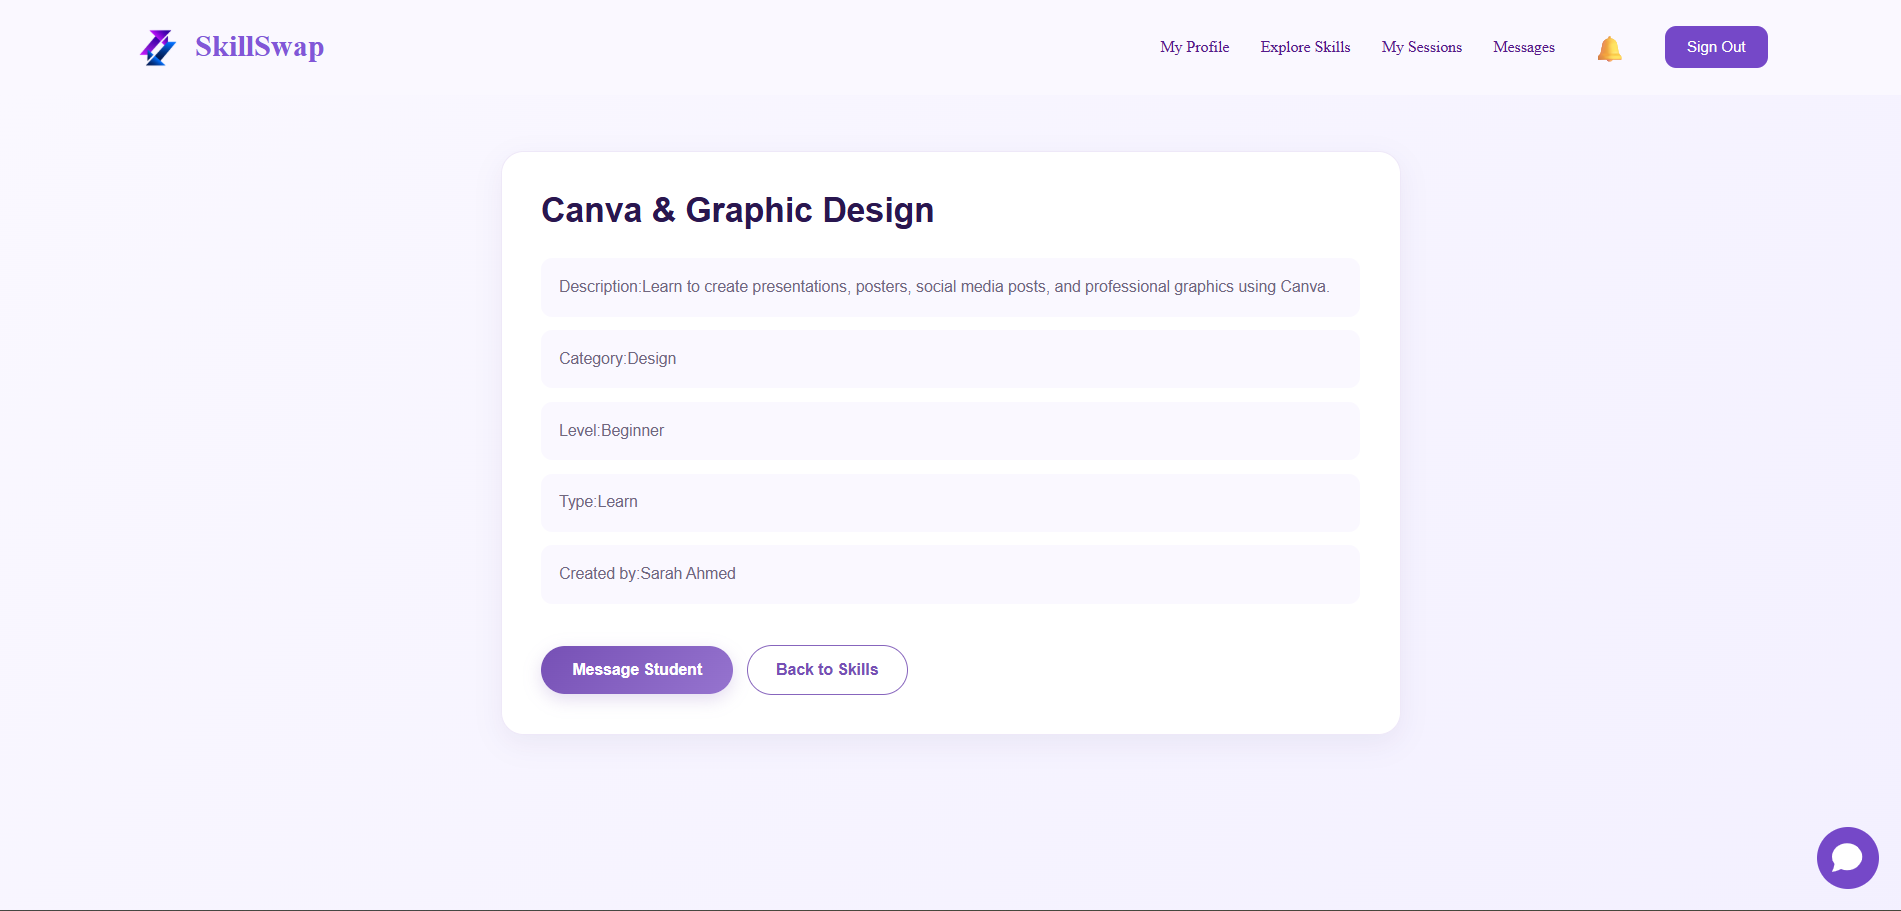 SkillSwap
My Profile
Explore Skills
My Sessions
Messages
Sign Out
Canva & Graphic Design
Description:Learn to create presentations, posters, social media posts, and professional graphics using Canva.
Category:Design
Level:Beginner
Type:Learn
Created by:Sarah Ahmed
Message Student
Back to Skills